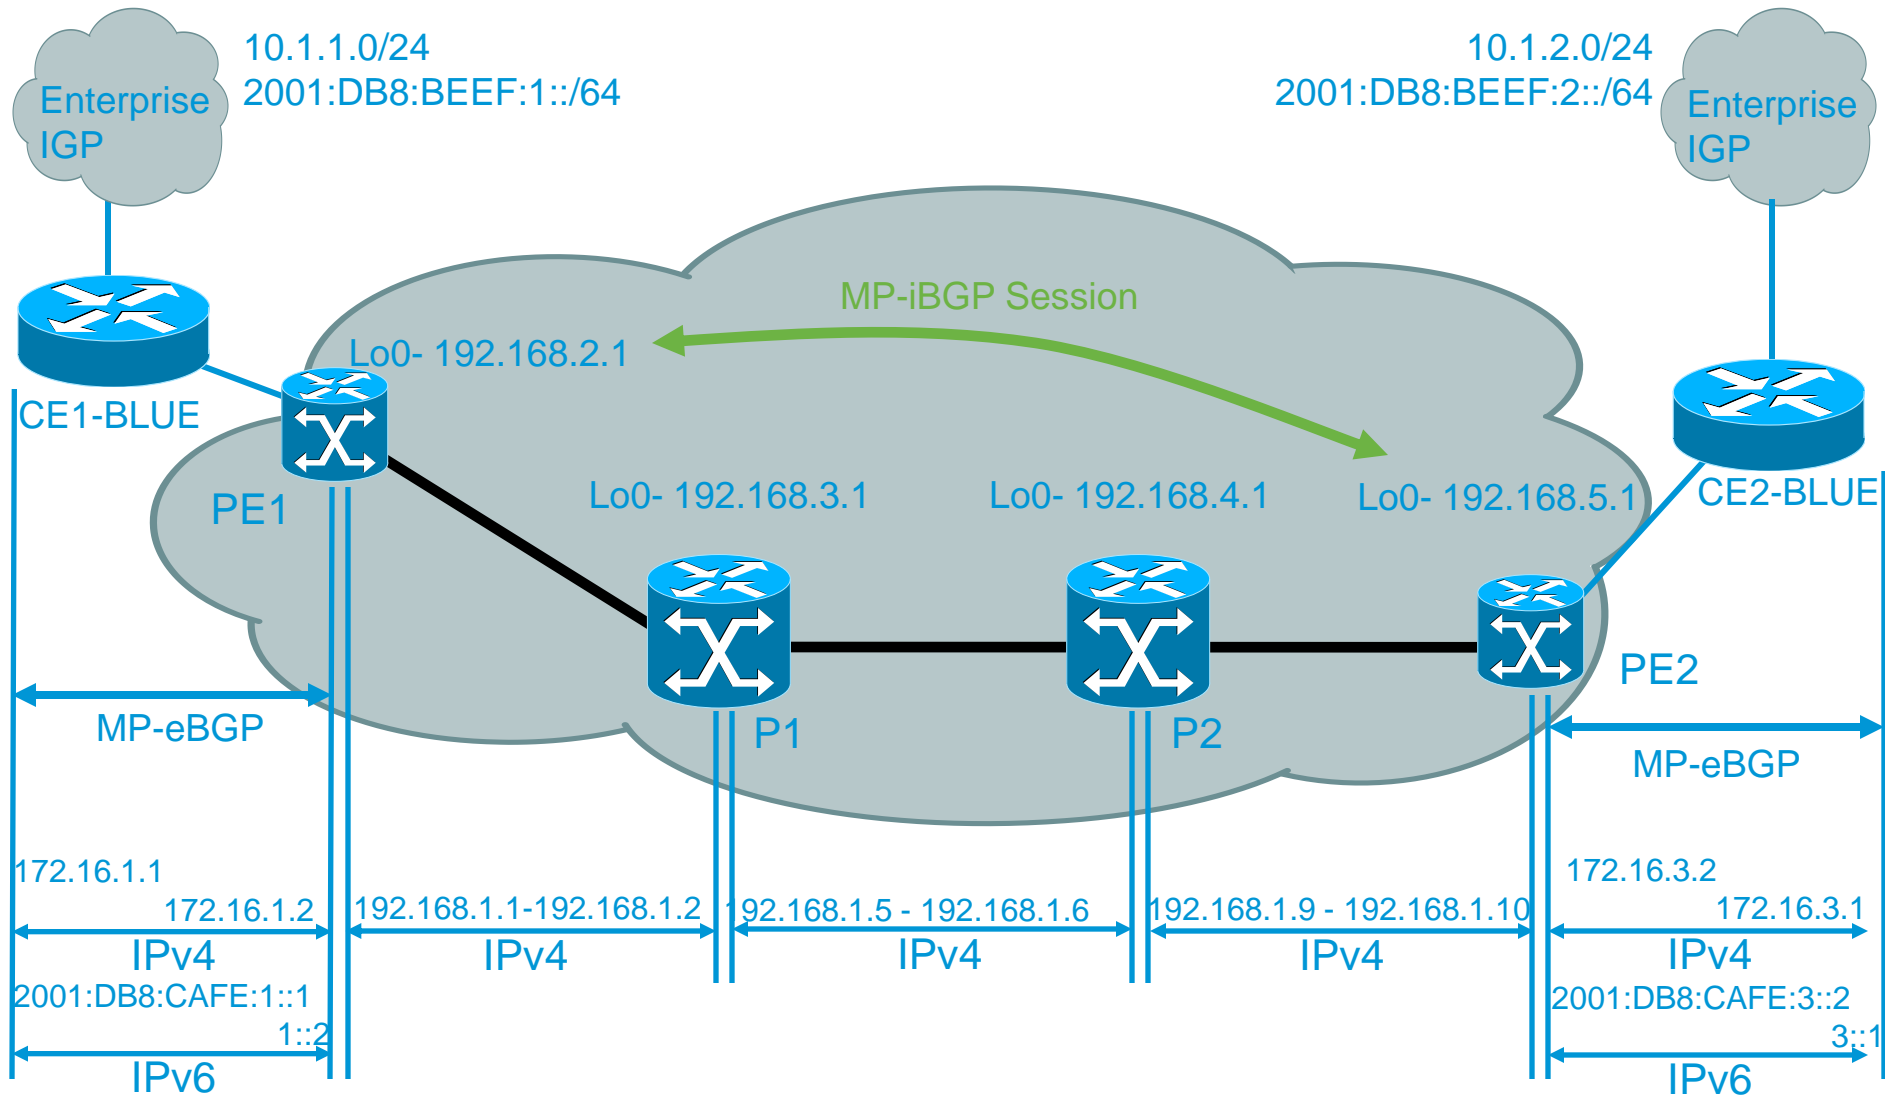 10.1.1.0/24
2001:DB8:BEEF:1::/64
Enterprise
IGP
10.1.2.0/24
2001:DB8:BEEF:2::/64
Enterprise
IGP
MP-iBGP Session
Lo0- 192.168.2.1
CE1-BLUE
PE1
Lo0- 192.168.3.1
Lo0- 192.168.4.1
Lo0- 192.168.5.1
CE2-BLUE
PE2
P1
P2
MP-eBGP
MP-eBGP
172.16.1.1
172.16.1.2
192.168.1.1-192.168.1.2
192.168.1.5 - 192.168.1.6
192.168.1.9 - 192.168.1.10
172.16.3.2
172.16.3.1
IPv4
IPv4
IPv4
IPv4
IPv4
2001:DB8:CAFE:1::1
1::2
IPv6
2001:DB8:CAFE:3::2
3::1
IPv6